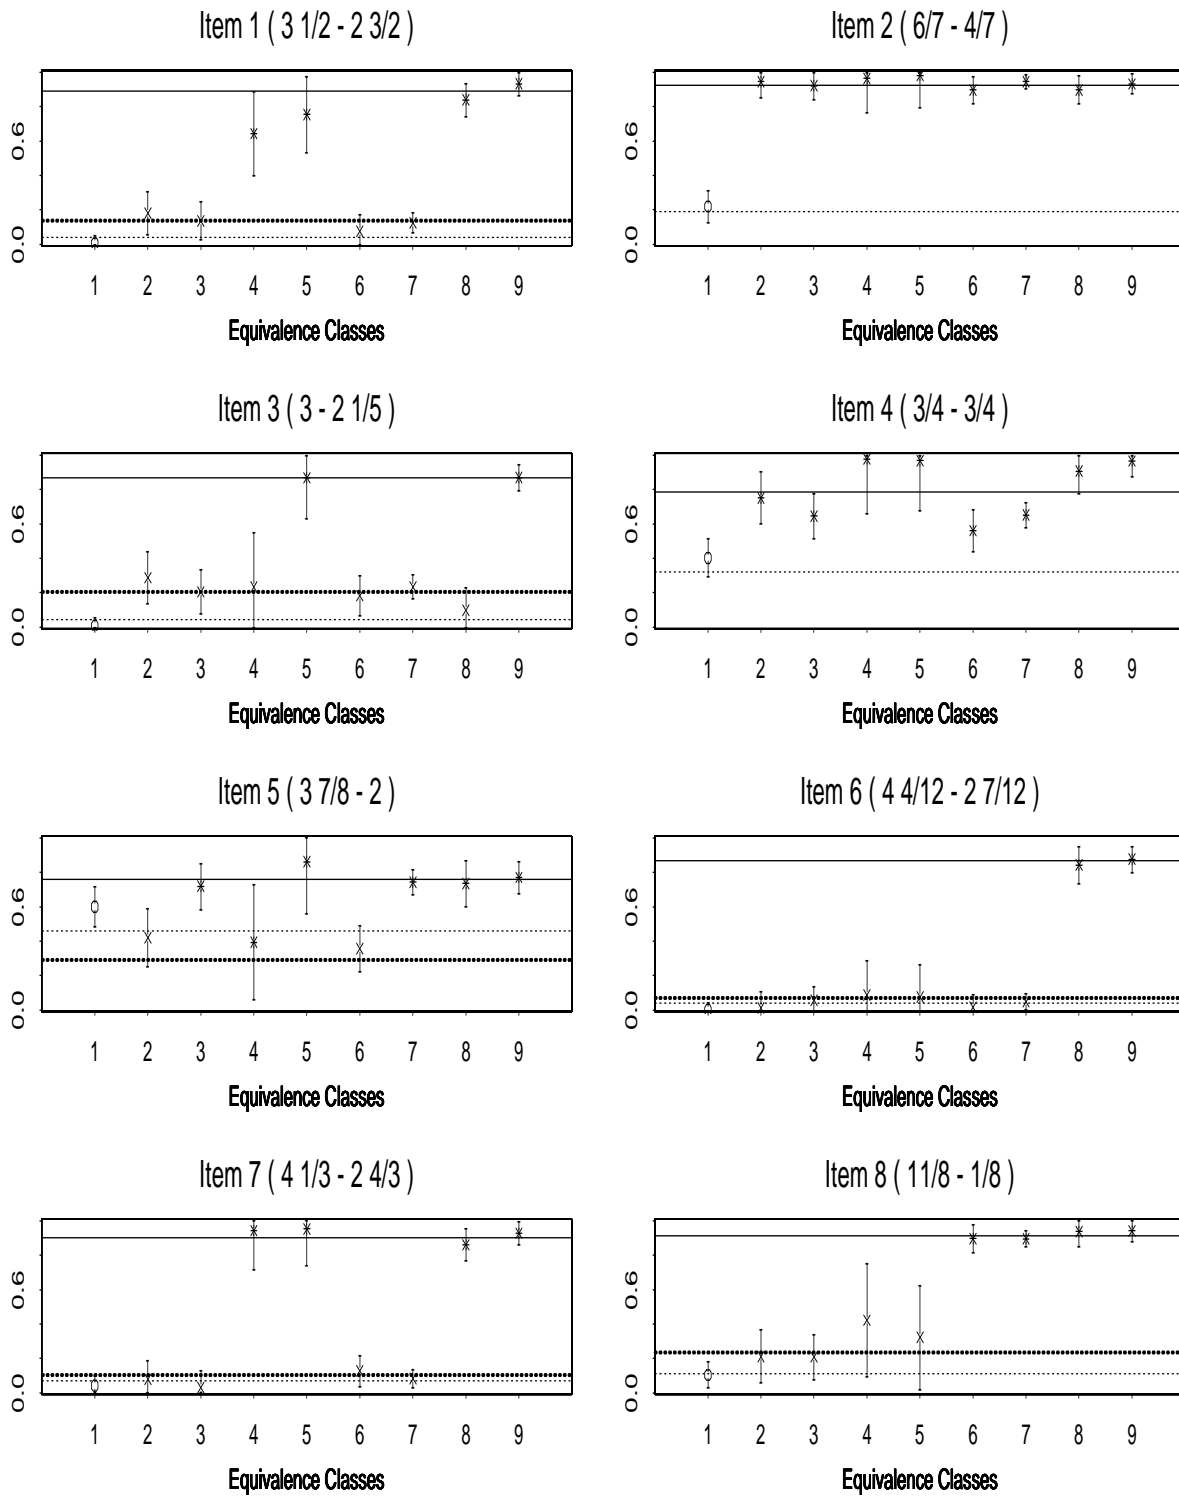 Item 1 ( 3 1/2 - 2 3/2 )
0.6
0.0
1 2 3 4 5 6 7 8 9
Equivalence Classes
Item 2 ( 6/7 - 4/7 )
0.6
0.0
1 2 3 4 5 6 7 8 9
Equivalence Classes
Item 3 ( 3 - 2 1/5 )
0.6
0.0
1 2 3 4 5 6 7 8 9
Equivalence Classes
Item 4 ( 3/4 - 3/4 )
0.6
0.0
1 2 3 4 5 6 7 8 9
Equivalence Classes
Item 5 ( 3 7/8 - 2 )
0.6
0.0
1 2 3 4 5 6 7 8 9
Equivalence Classes
Item 6 ( 4 4/12 - 2 7/12 )
0.6
0.0
1 2 3 4 5 6 7 8 9
Equivalence Classes
Item 7 ( 4 1/3 - 2 4/3 )
0.6
0.0
1 2 3 4 5 6 7 8 9
Equivalence Classes
Item 8 ( 11/8 - 1/8 )
0.6
0.0
1 2 3 4 5 6 7 8 9
Equivalence Classes